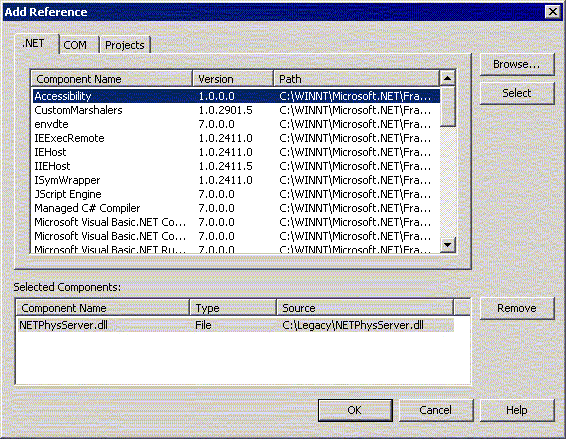 Add Reference
.NET COM Projects
Browse...
Select
Component Name Version Path
Accessibility 1.0.0.0 C:\WINNT\Microsoft.NET\Fra...
CustomMarshalers 1.0.2901.5 C:\WINNT\Microsoft.NET\Fra...
envdte 7.0.0.0 C:\WINNT\Microsoft.NET\Fra...
IEExecRemote 1.0.2411.0 C:\WINNT\Microsoft.NET\Fra...
IEHost 1.0.2411.0 C:\WINNT\Microsoft.NET\Fra...
IIEHost 1.0.2411.5 C:\WINNT\Microsoft.NET\Fra...
ISymWrapper 1.0.2411.0 C:\WINNT\Microsoft.NET\Fra...
JScript Engine 7.0.0.0 C:\WINNT\Microsoft.NET\Fra...
Managed C# Compiler 7.0.0.0 C:\WINNT\Microsoft.NET\Fra...
Microsoft Visual Basic.NET Co... 7.0.0.0 C:\WINNT\Microsoft.NET\Fra...
Microsoft Visual Basic.NET Co... 7.0.0.0 C:\WINNT\Microsoft.NET\Fra...
Microsoft Visual Basic.NET Ru... 7.0.0.0 C:\WINNT\Microsoft.NET\Fra...
Selected Components:
Component Name Type Source
NETPhysServer.dll File C:\Legacy\NETPhysServer.dll
Remove
OK Cancel Help